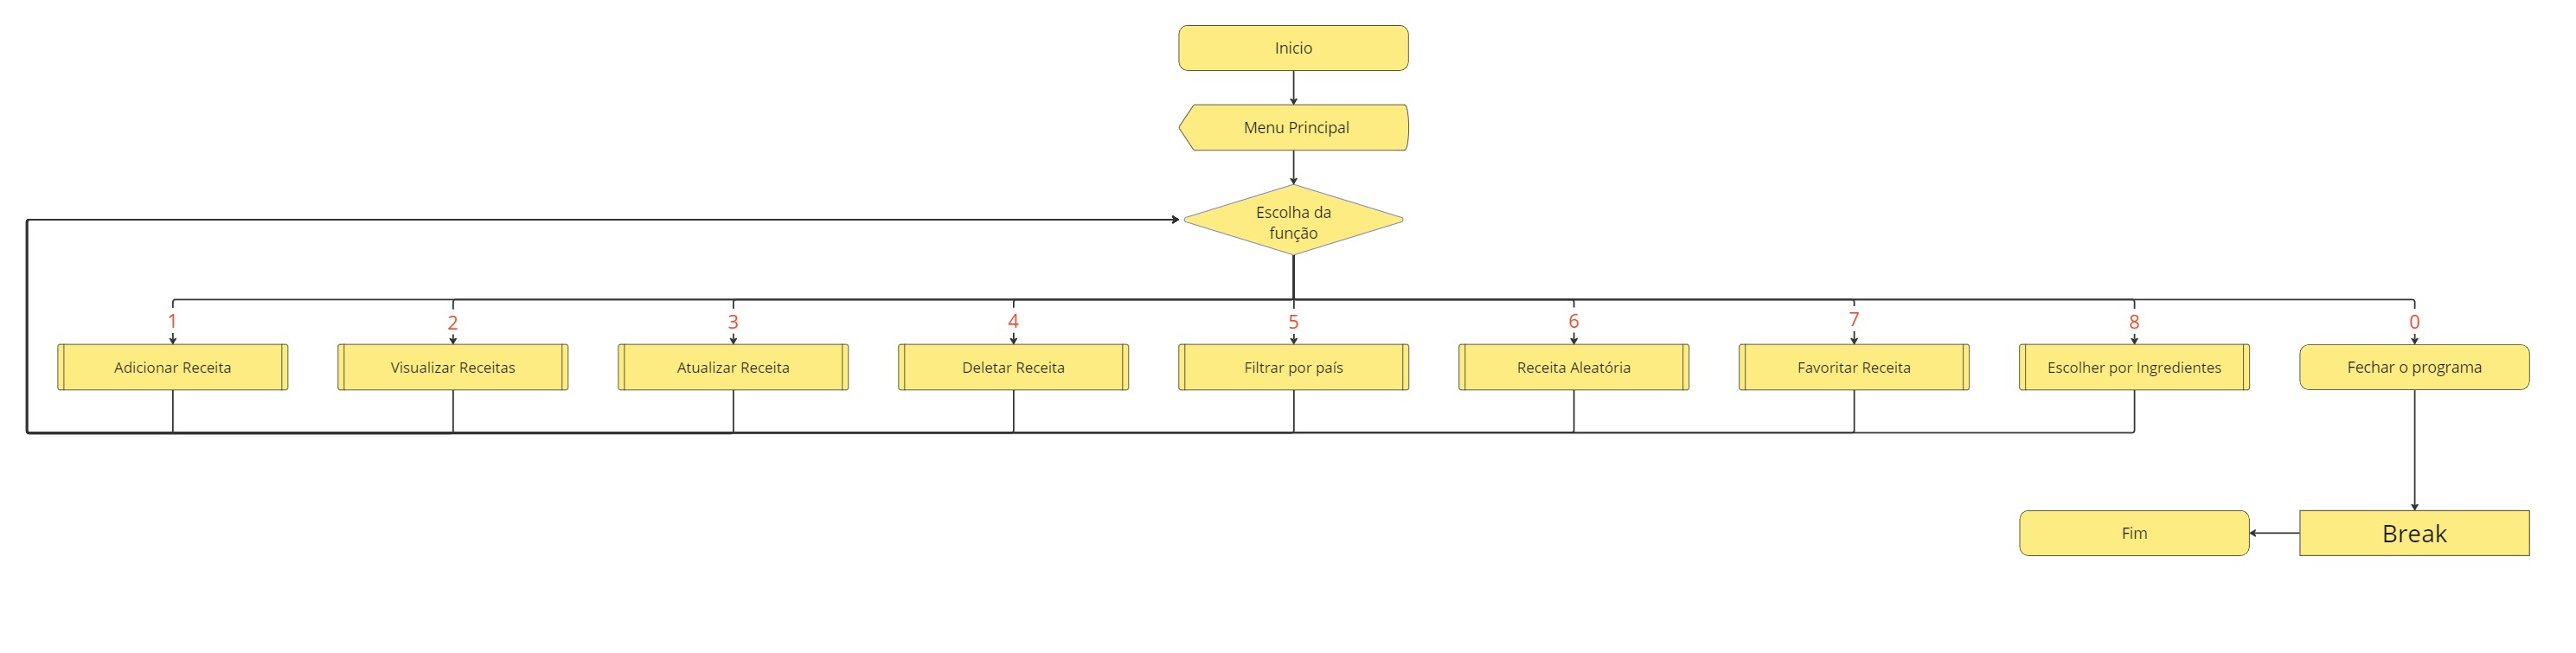 Inicio
Menu Principal
Escolha da
função
1
2
3
4
5
6
7
8
0
Adicionar Receita
Visualizar Receitas
Atualizar Receita
Deletar Receita
Filtrar por país
Receita Aleatória
Favoritar Receita
Escolher por Ingredientes
Fechar o programa
Fim
Break